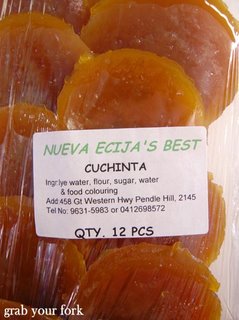 NUEVA ECIJA'S BEST
CUCHINTA
Ingr:lye water, flour, sugar, water
& food colouring
Add:458 Gt Western Hwy Pendle Hill, 2145
Tel No: 9631-5983 or 0412698572
QTY. 12 PCS
grab your fork